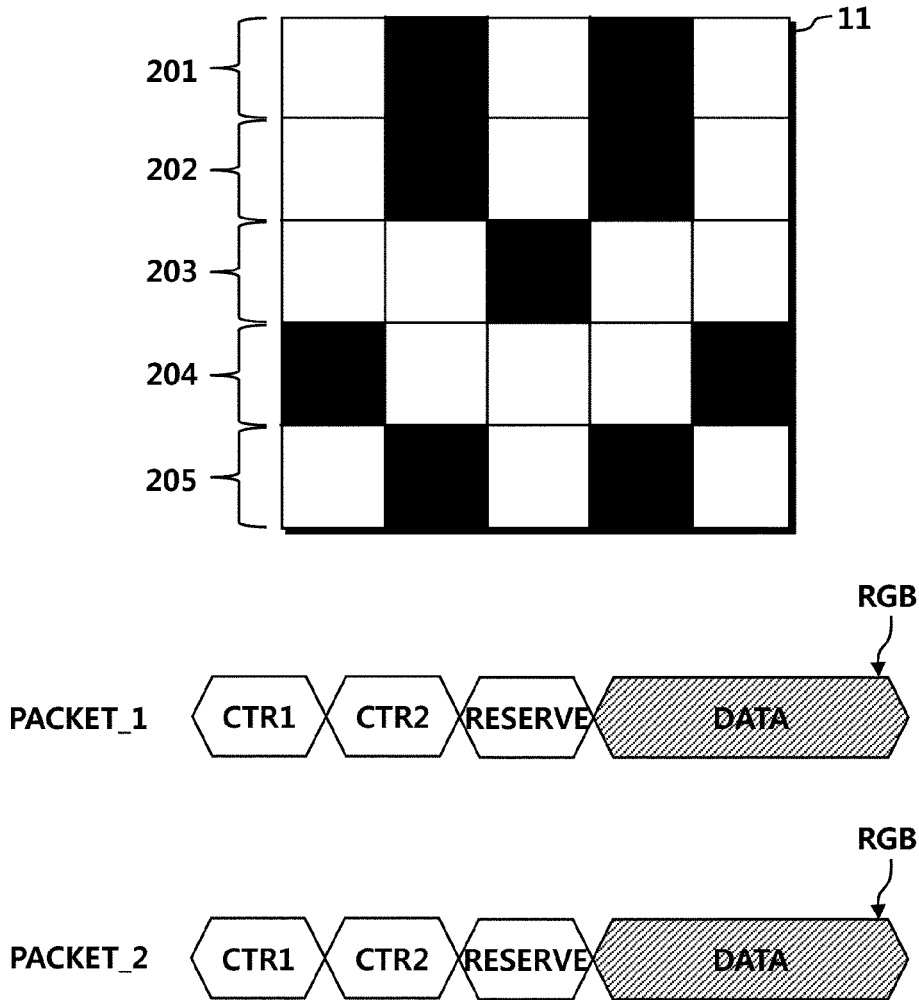 11
201
202
203
204
205
RGB
PACKET_1 CTR1 CTR2 RESERVE DATA
RGB
PACKET_2 CTR1 CTR2 RESERVE DATA